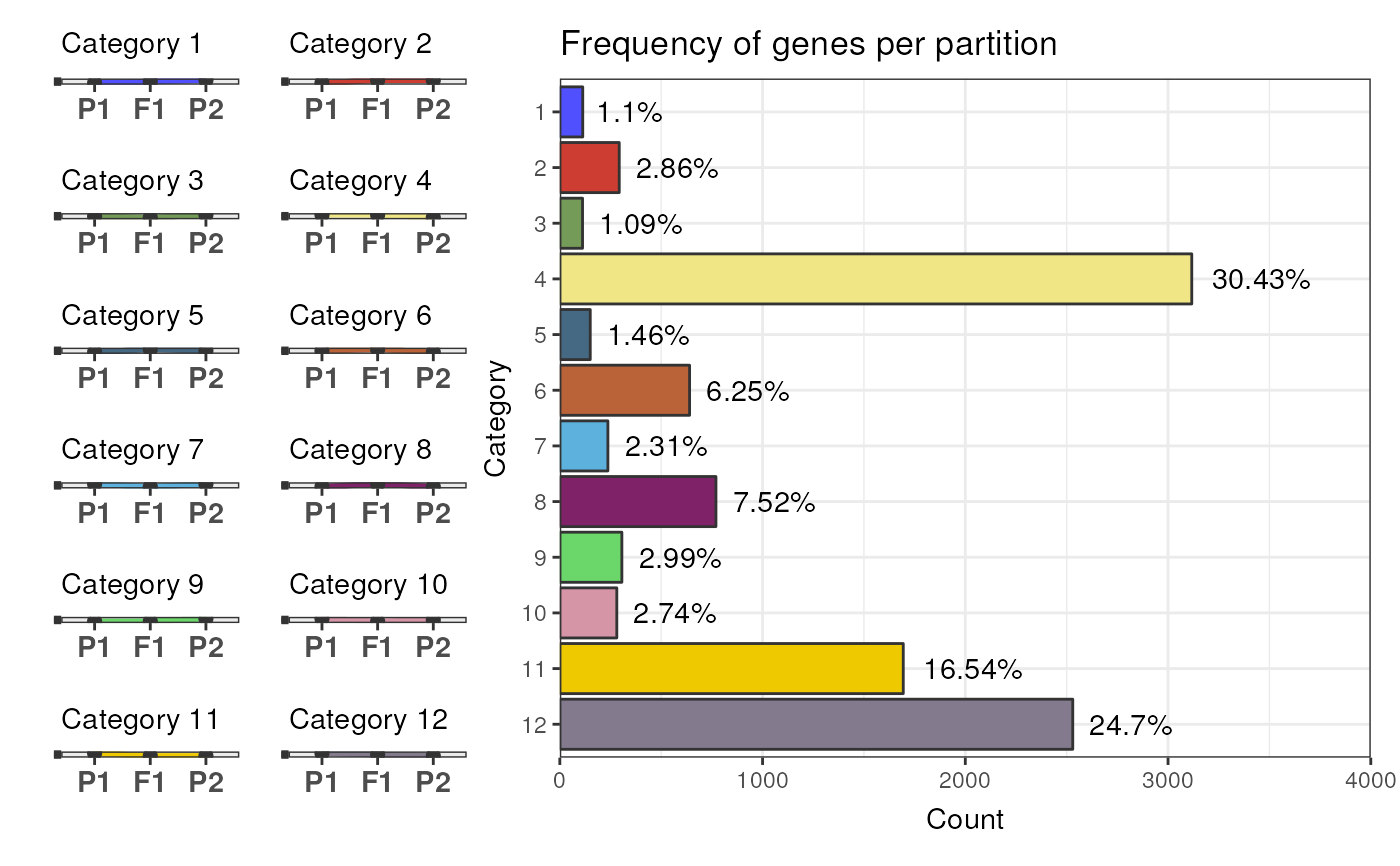 Category 1
P1 F1 P2
Category 2
P1 F1 P2
Category 3
P1 F1 P2
Category 4
P1 F1 P2
Category 5
P1 F1 P2
Category 6
P1 F1 P2
Category 7
P1 F1 P2
Category 8
P1 F1 P2
Category 9
P1 F1 P2
Category 10
P1 F1 P2
Category 11
P1 F1 P2
Category 12
P1 F1 P2
Frequency of genes per partition
Category
1 1.1%
2 2.86%
3 1.09%
4 30.43%
5 1.46%
6 6.25%
7 2.31%
8 7.52%
9 2.99%
10 2.74%
11 16.54%
12 24.7%
0 1000 2000 3000 4000
Count